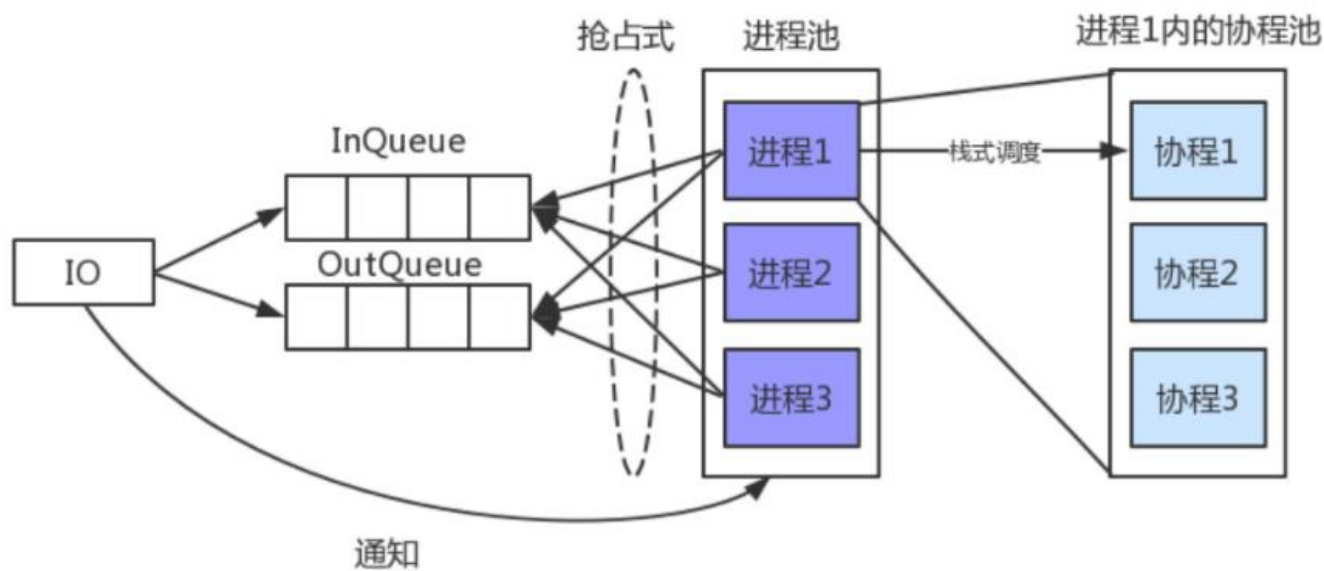 抢占式
进程池
进程1内的协程池
InQueue
进程1
栈式调度
协程1
IO
OutQueue
进程2
协程2
进程3
协程3
通知